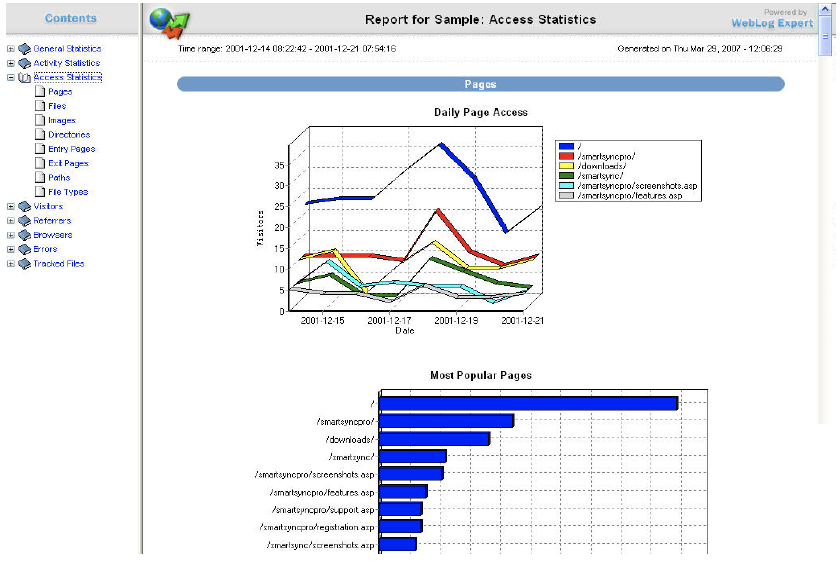 Contents
General Statistics
Activity Statistics
Access Statistics
Pages
Files
Images
Directories
Entry Pages
Exit Pages
Paths
File Types
Visitors
Referrers
Browsers
Errors
Tracked Files
Report for Sample: Access Statistics
Powered by
WebLog Expert
Time range: 2001-12-14 08:22:42 - 2001-12-21 07:54:16
Generated on Thu Mar 29, 2007 - 12:06:29
Pages
Daily Page Access
35
30
25
20
15
10
5
0
Visitors
2001-12-15 2001-12-17 2001-12-19 2001-12-21
Date
/
/smartsyncpro/
/downloads/
/smartsync/
/smartsyncpro/screenshots.asp
/smartsyncpro/features.asp
Most Popular Pages
/
/smartsyncpro/
/downloads/
/smartsync/
/smartsyncpro/screenshots.asp
/smartsyncpro/features.asp
/smartsyncpro/support.asp
/smartsyncpro/registration.asp
/smartsync/screenshots.asp